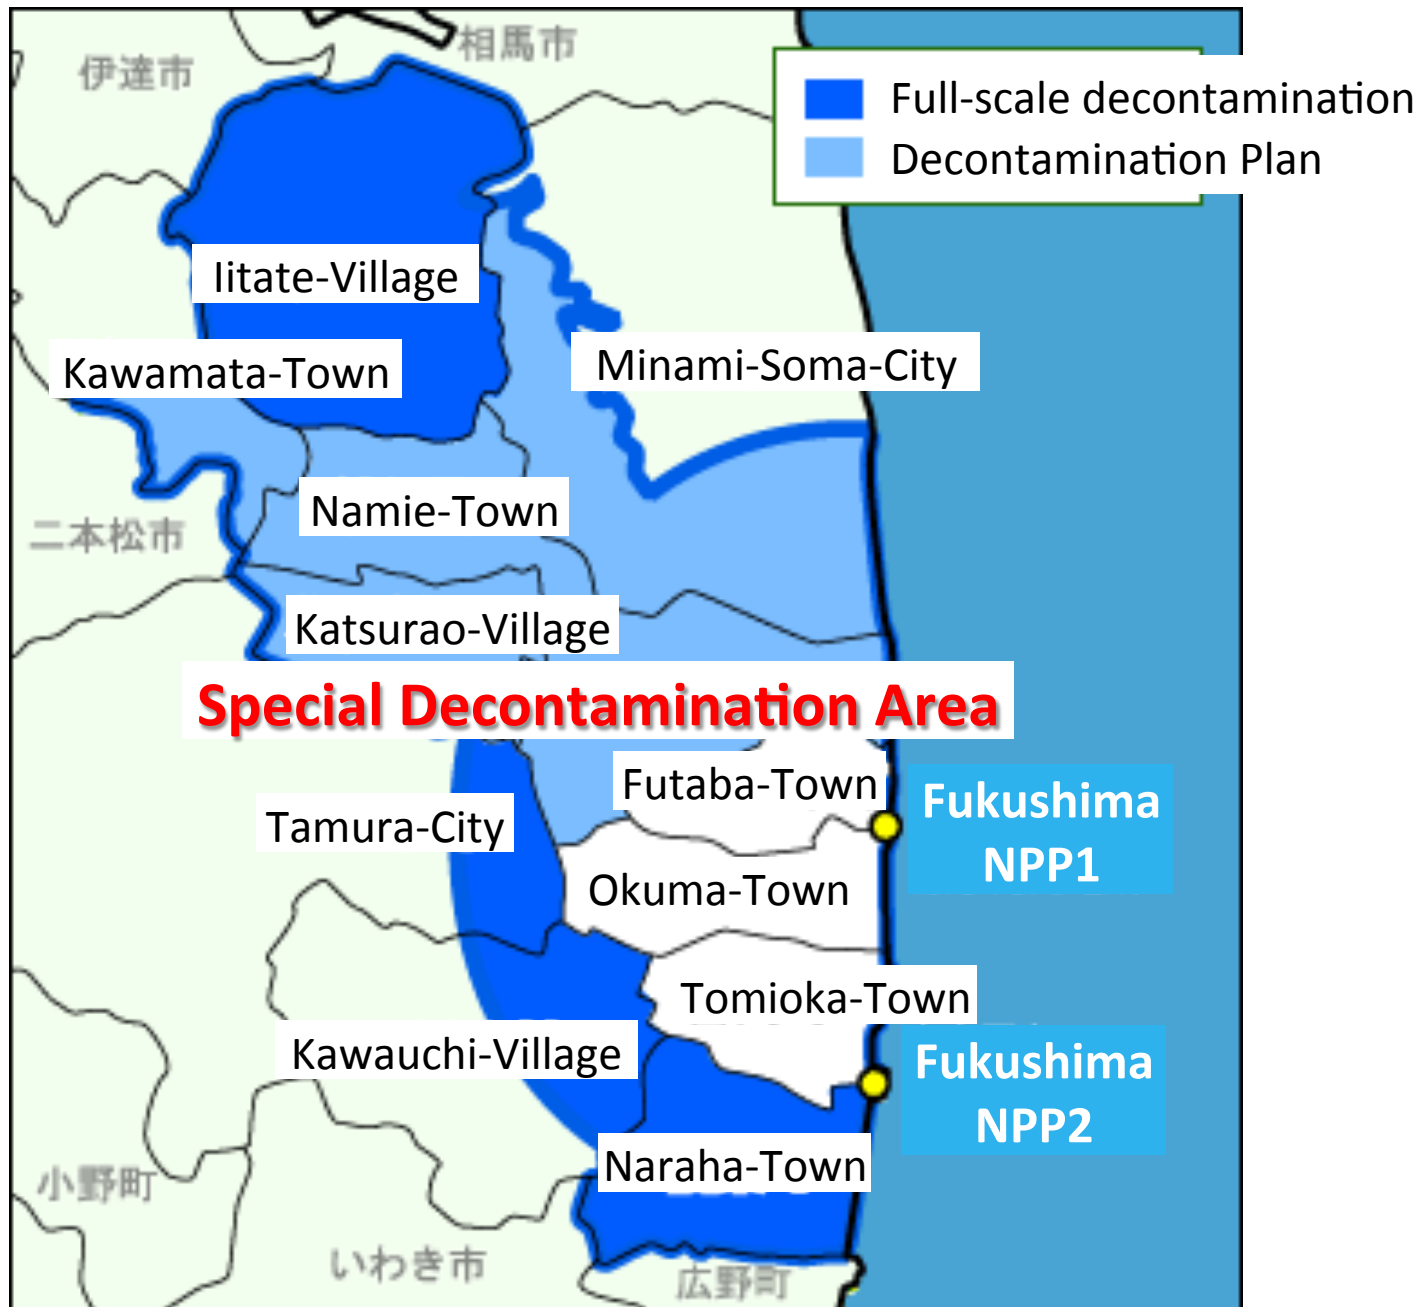 相馬市
伊達市
Full-scale decontamination
Decontamination Plan
Iitate-Village
Kawamata-Town
Minami-Soma-City
Namie-Town
二本松市
Katsurao-Village
Special Decontamination Area
Futaba-Town
Fukushima
NPP1
Tamura-City
Okuma-Town
Tomioka-Town
Kawauchi-Village
Fukushima
NPP2
Naraha-Town
小野町
いわき市
広野町